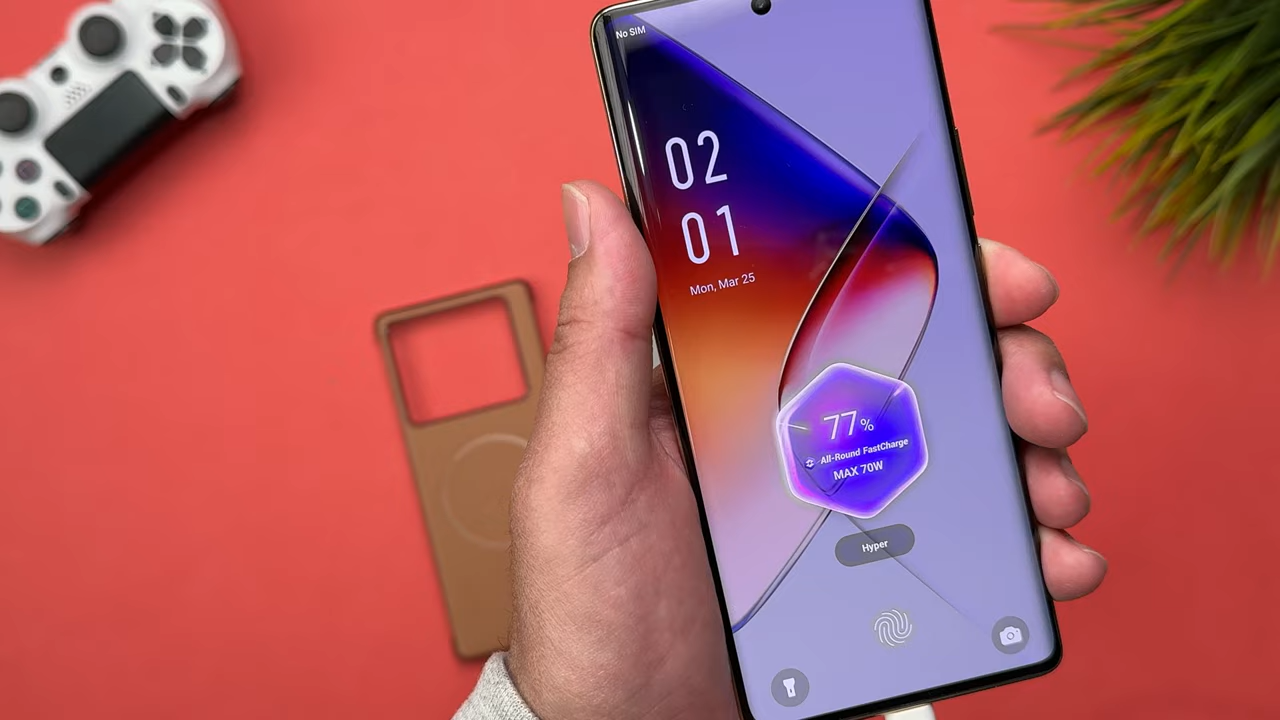 No SIM
02
01
Mon, Mar 25
77%
All-Round FastCharge
MAX 70W
Hyper